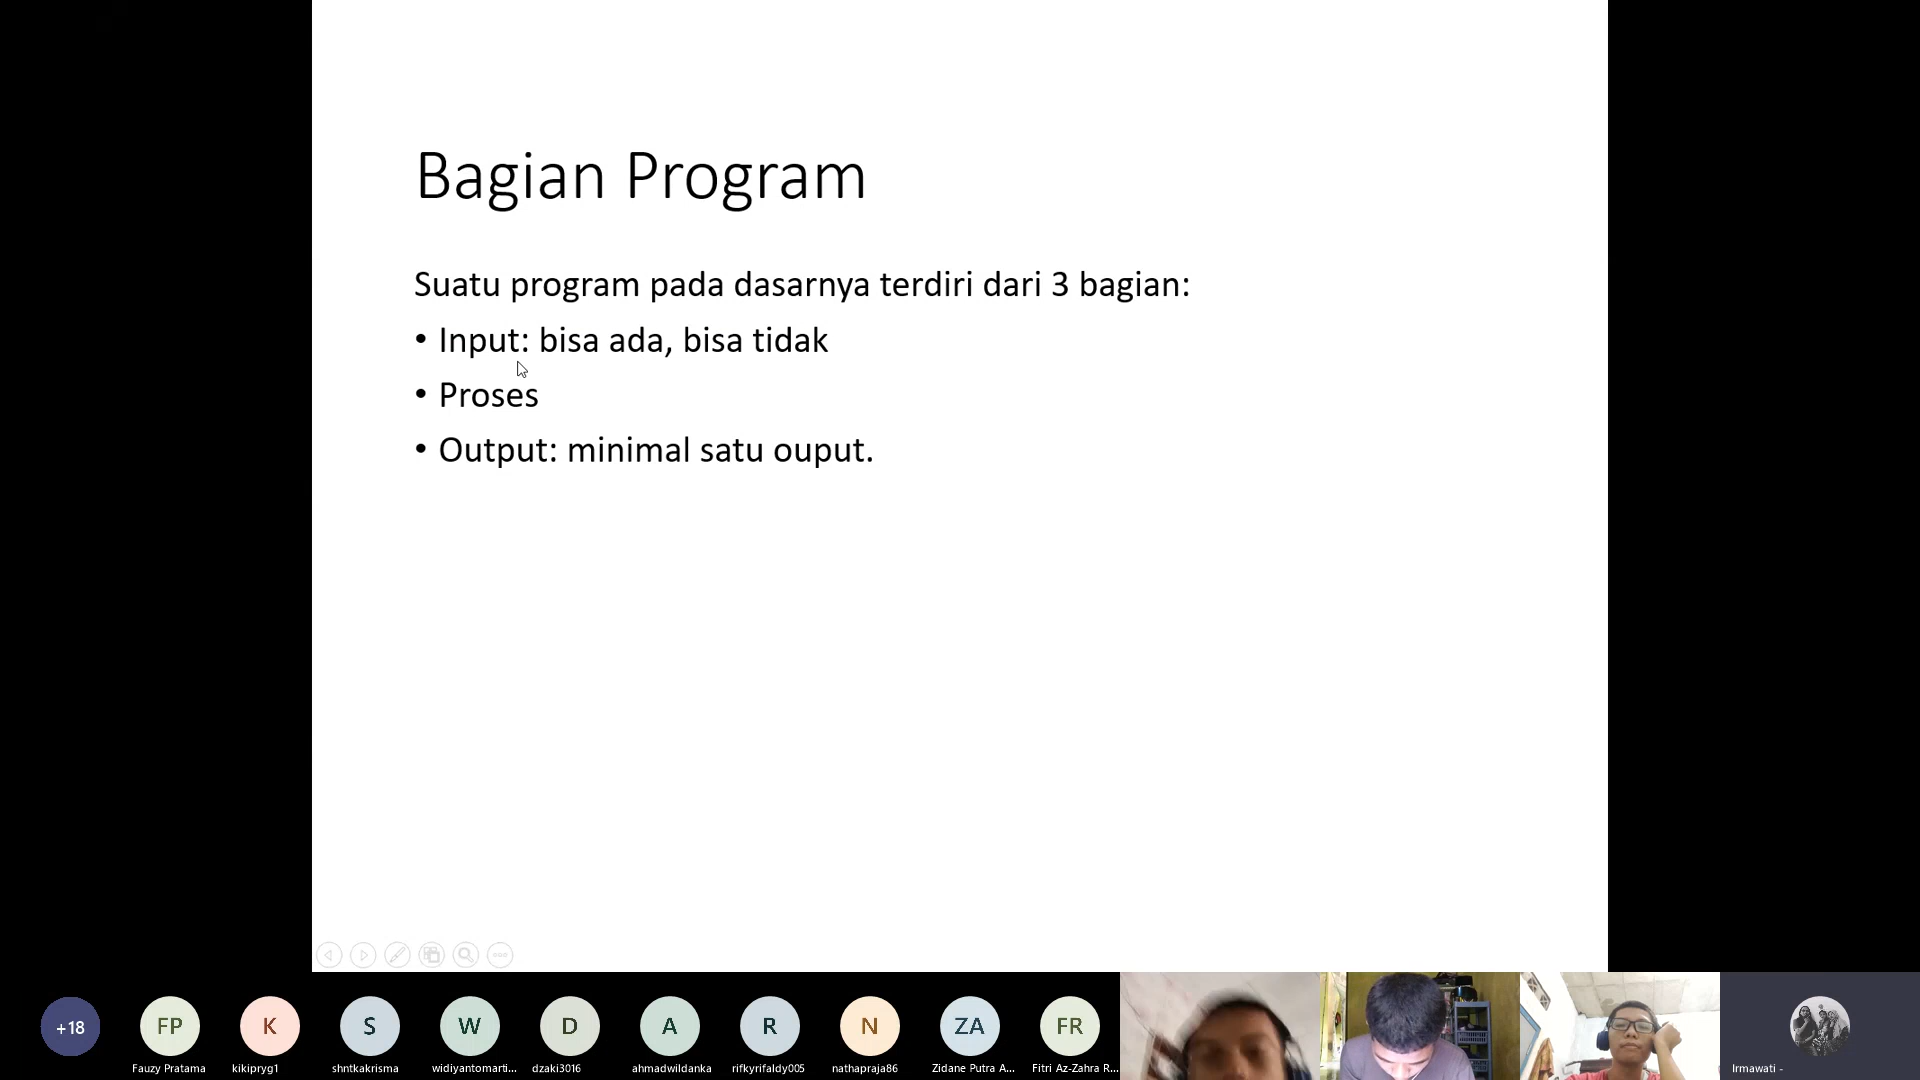 Bagian Program
Suatu program pada dasarnya terdiri dari 3 bagian:
• Input: bisa ada, bisa tidak
• Proses
• Output: minimal satu ouput.
+18
FP
K
S
W
D
A
R
N
ZA
FR
Fauzy Pratama
kikipryg1
shntkakrisma
widiyantomarti...
dzaki3016
ahmadwildanka
rifkyrifaldy005
nathapraja86
Zidane Putra A...
Fitri Az-Zahra R...
Irmawati -